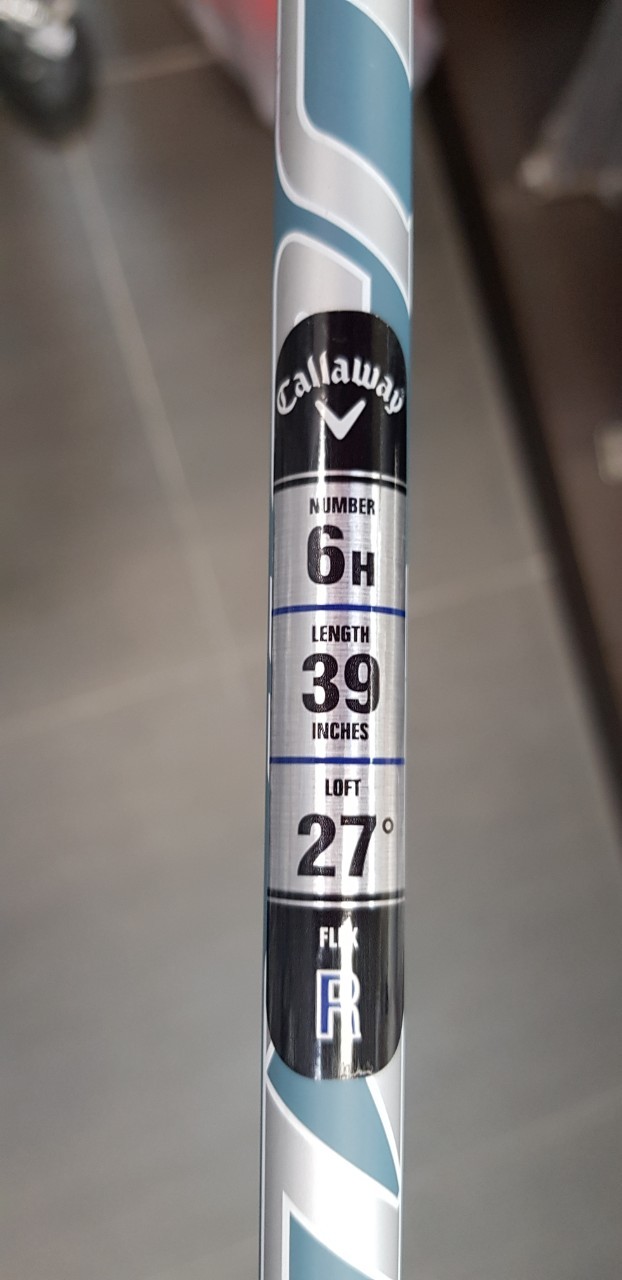 Callaway
NUMBER
6H
LENGTH
39
INCHES
LOFT
27°
FLEX
R